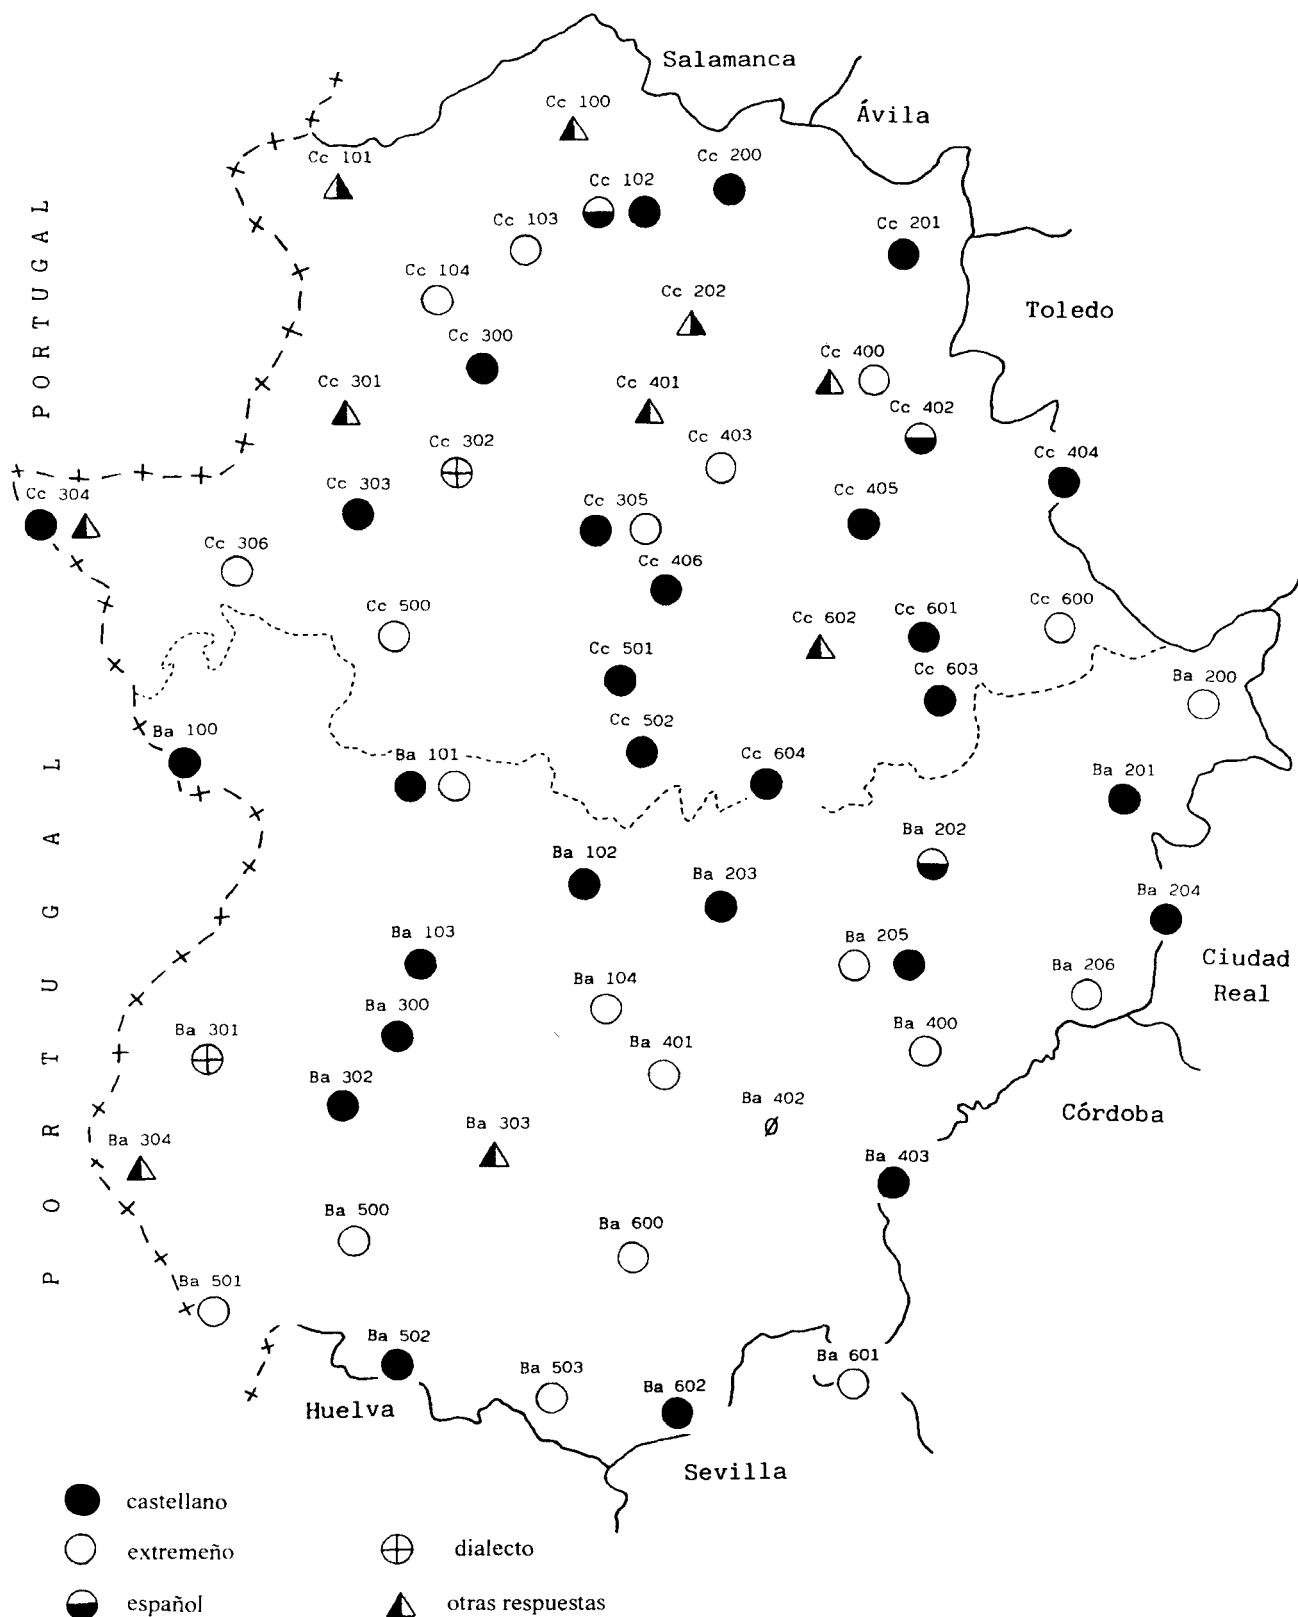 Salamanca
Cc 100
Ávila
Cc 101
Cc 200
Cc 102
Cc 103
Cc 201
Cc 104
Cc 202
Toledo
Cc 300
Cc 400
Cc 301
Cc 401
Cc 402
Cc 302
Cc 403
Cc 404
Cc 303
Cc 305
Cc 405
Cc 304
PORTUGAL
Cc 306
Cc 406
Cc 500
Cc 602
Cc 601
Cc 600
Cc 501
Cc 603
Ba 200
Cc 502
Ba 100
Ba 101
Cc 604
Ba 201
Ba 202
Ba 102
Ba 203
Ba 204
Ba 103
Ba 205
Ciudad
Real
Ba 206
Ba 104
Ba 300
Ba 301
Ba 400
Ba 401
Ba 302
Ba 402
ø
Córdoba
Ba 303
Ba 304
Ba 403
PORTUGAL
Ba 500
Ba 600
Ba 501
Ba 502
Ba 503
Ba 601
Ba 602
Huelva
Sevilla
castellano
extremeño
dialecto
español
otras respuestas